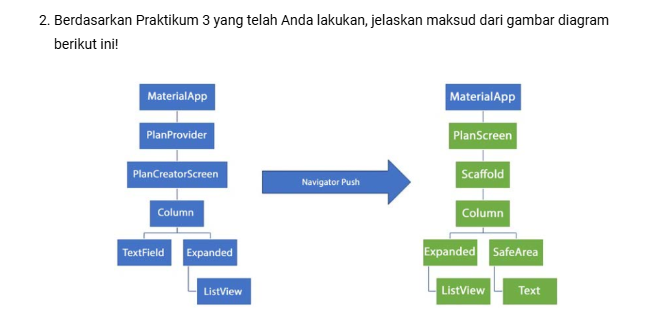 2. Berdasarkan Praktikum 3 yang telah Anda lakukan, jelaskan maksud dari gambar diagram
berikut ini!
MaterialApp
PlanProvider
PlanCreatorScreen
Column
TextField
Expanded
ListView
Navigator Push
MaterialApp
PlanScreen
Scaffold
Column
Expanded
SafeArea
ListView
Text